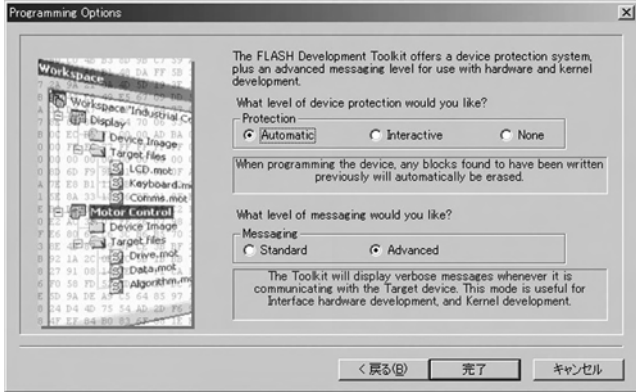 Programming Options
The FLASH Development Toolkit offers a device protection system,
plus an advanced messaging level for use with hardware and kernel
development.
What level of device protection would you like?
Protection
Automatic
Interactive
None
When programming the device, any blocks found to have been written
previously will automatically be erased.
What level of messaging would you like?
Messaging
Standard
Advanced
The Toolkit will display verbose messages whenever it is
communicating with the Target device. This mode is useful for
Interface hardware development, and Kernel development.
Workspace
Workspace "Industrial Co
Display
Device Image
Target files
LCD.mot
Keyboard.m
Comms.mot
Motor Control
Device Image
Target files
Drive.mot
Data.mot
Algorithm.m
< 戻る(B)
完了
キャンセル